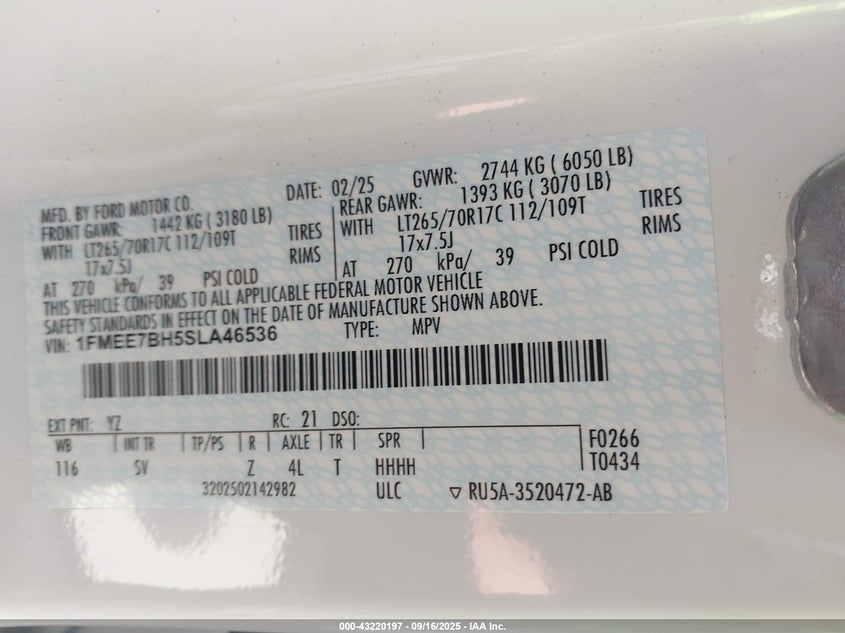 MFD. BY FORD MOTOR CO.
DATE: 02/25
GVWR: 2744 KG ( 6050 LB)
FRONT GAWR: 1442 KG ( 3180 LB)
WITH LT265/70R17C 112/109T TIRES
17x7.5J RIMS
AT 270 kPa/ 39 PSI COLD
REAR GAWR: 1393 KG ( 3070 LB)
WITH LT265/70R17C 112/109T TIRES
17x7.5J RIMS
AT 270 kPa/ 39 PSI COLD
THIS VEHICLE CONFORMS TO ALL APPLICABLE FEDERAL MOTOR VEHICLE
SAFETY STANDARDS IN EFFECT ON THE DATE OF MANUFACTURE SHOWN ABOVE.
VIN: 1FMEE7BH5SLA46536 TYPE: MPV
EXT PNT: YZ RC: 21 DSO:
WB INT TR TP/PS R AXLE TR SPR
116 SV Z 4L T HHHH
F0266
T0434
3202502142982 ULC ▽ RU5A-3520472-AB
000-43220197 - 09/16/2025 - IAA Inc.